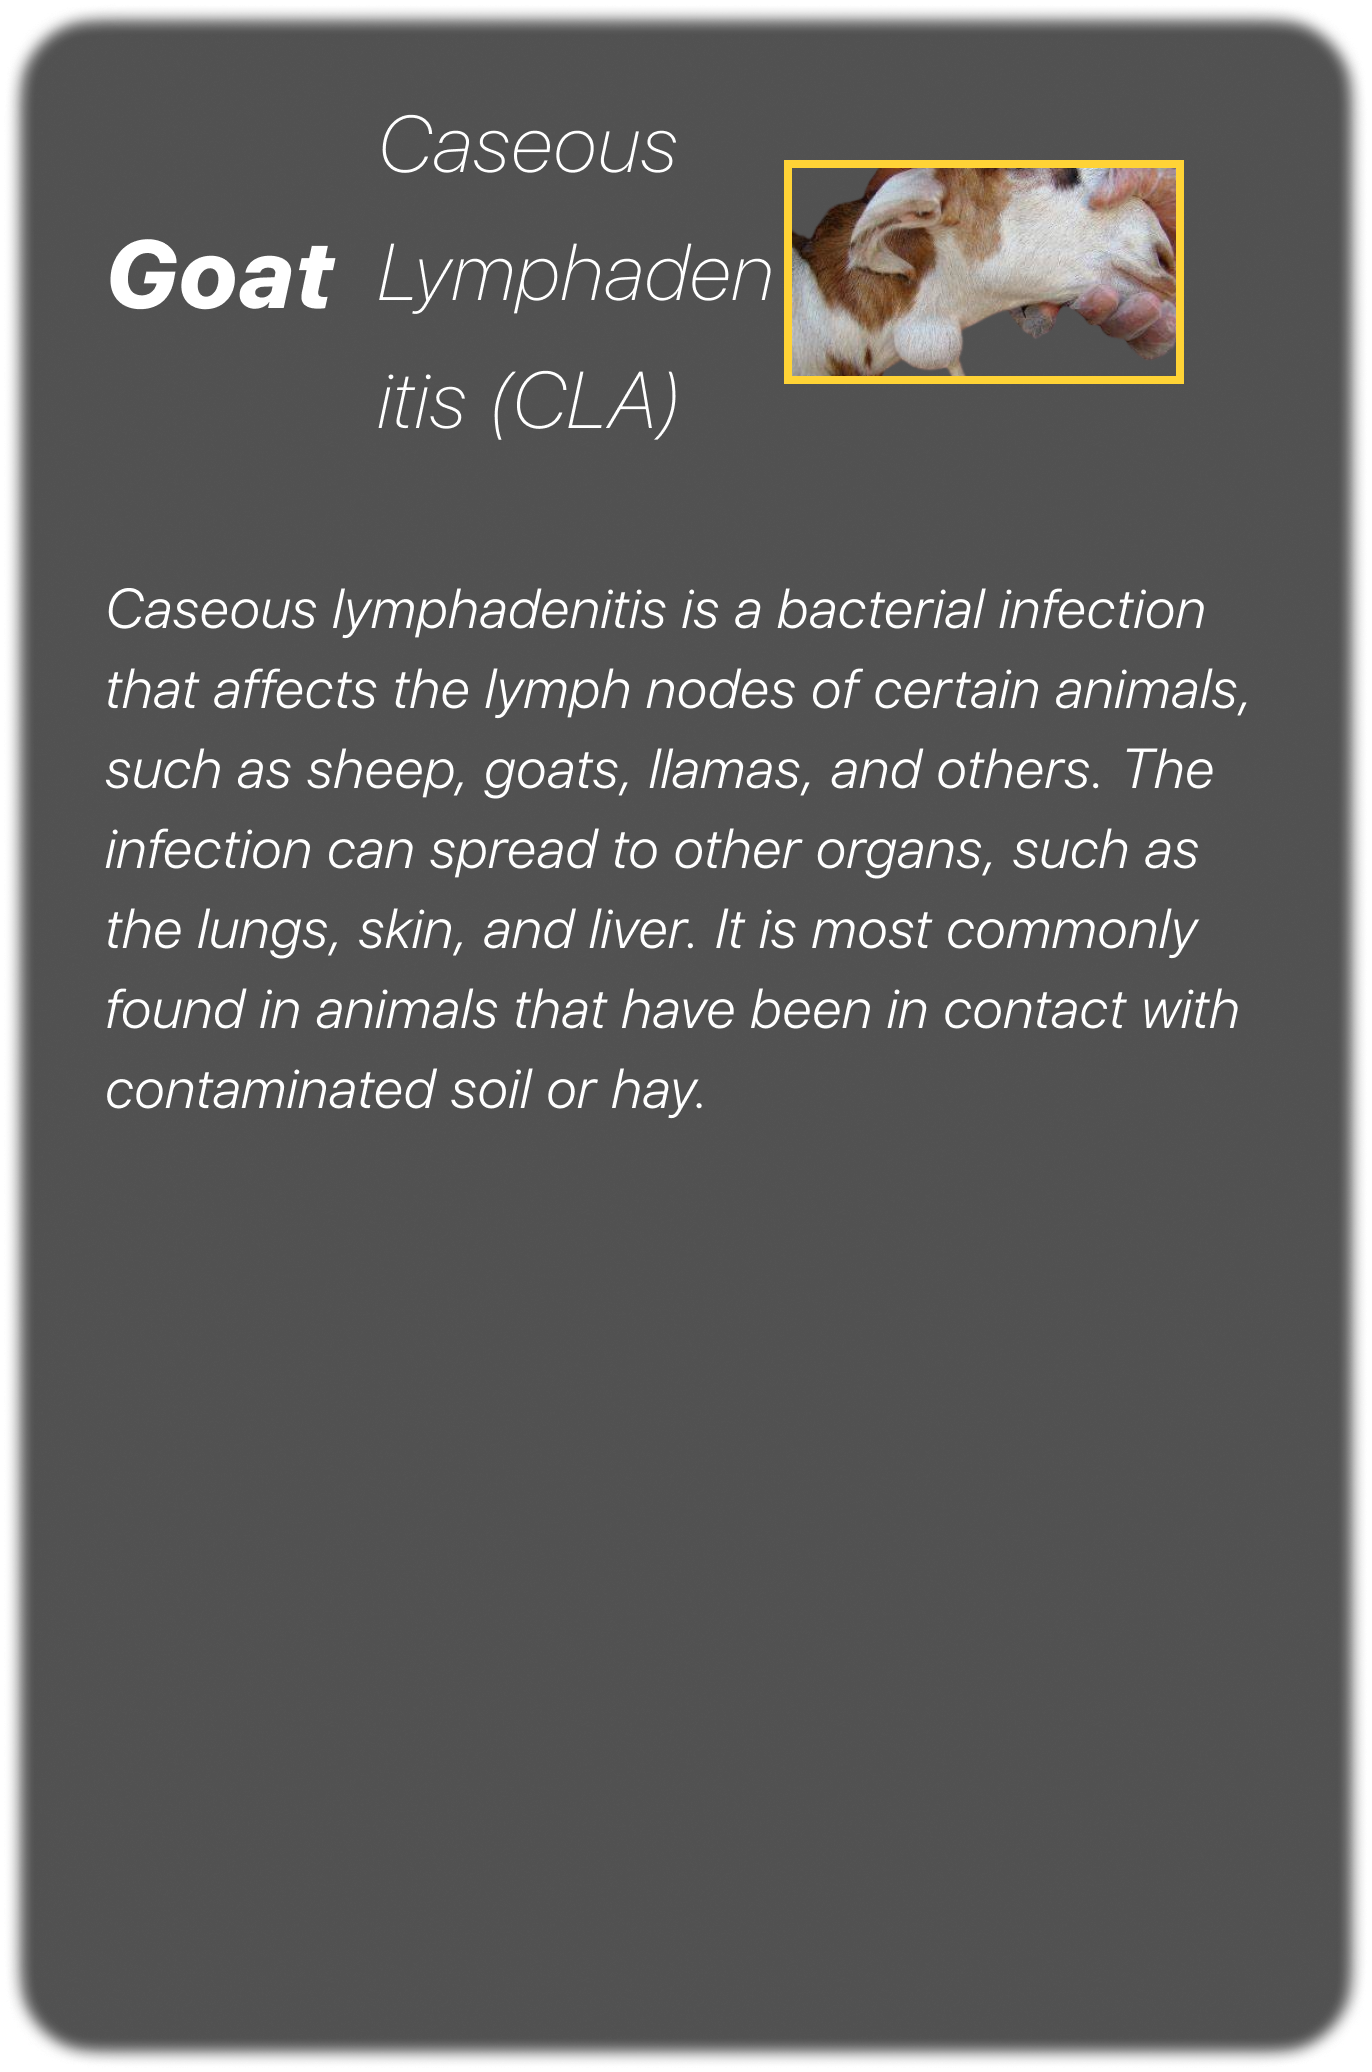 Caseous
Goat Lymphaden
itis (CLA)
Caseous lymphadenitis is a bacterial infection
that affects the lymph nodes of certain animals,
such as sheep, goats, llamas, and others. The
infection can spread to other organs, such as
the lungs, skin, and liver. It is most commonly
found in animals that have been in contact with
contaminated soil or hay.